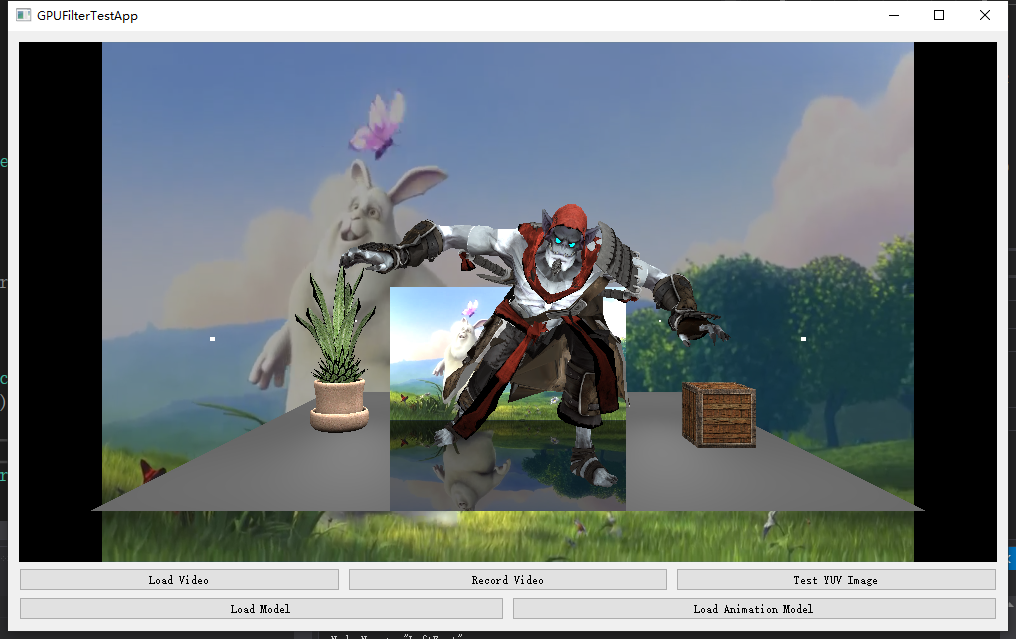 GPUFilterTestApp
Load Video
Record Video
Test YUV Image
Load Model
Load Animation Model